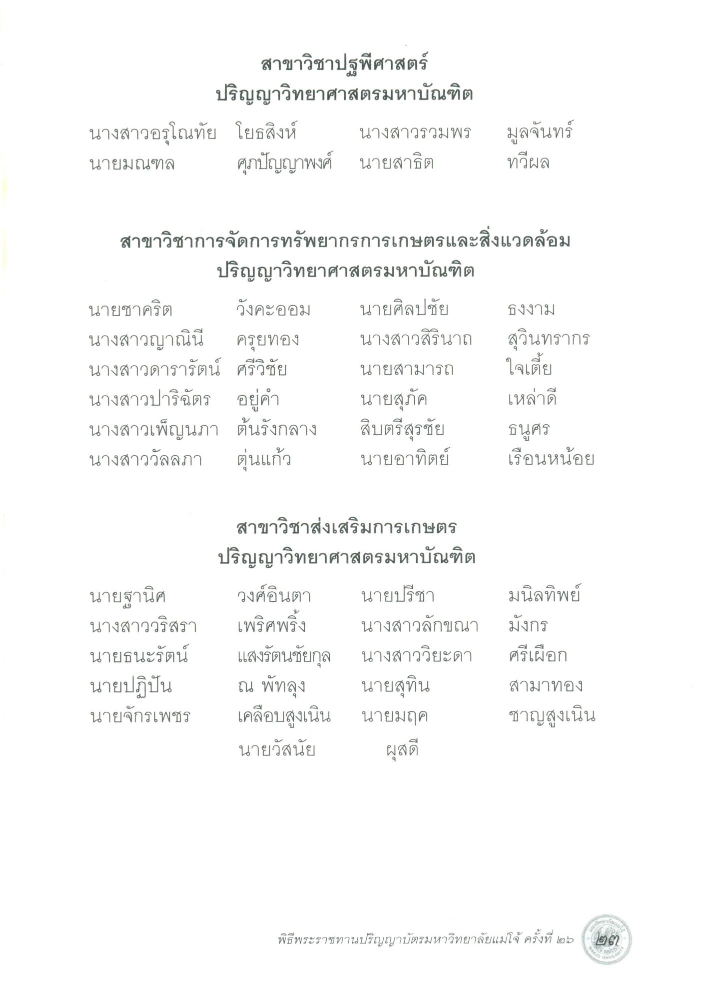 สาขาวิชาปฐพีศาสตร์
ปริญญาวิทยาศาสตรมหาบัณฑิต
นางสาวอรุโณทัย โยธสิงห์ นางสาวรวมพร มูลจันทร์
นายมณฑล ศุภปัญญาพงศ์ นายสาธิต ทวีผล
สาขาวิชาการจัดการทรัพยากรการเกษตรและสิ่งแวดล้อม
ปริญญาวิทยาศาสตรมหาบัณฑิต
นายชาคริต วังคะออม นายศิลปชัย ธงงาม
นางสาวญาณินี ครุยทอง นางสาวสิรินาถ สุวินทรากร
นางสาวดารารัตน์ ศรีวิชัย นายสามารถ ใจเตี้ย
นางสาวปาริฉัตร อยู่คำ นายสุภัค เหล่าดี
นางสาวเพ็ญนภา ต้นรังกลาง สิบตรีสุรชัย ธนูศร
นางสาววัลลภา ตุ่นแก้ว นายอาทิตย์ เรือนหน้อย
สาขาวิชาส่งเสริมการเกษตร
ปริญญาวิทยาศาสตรมหาบัณฑิต
นายฐานิศ วงศ์อินตา นายปรีชา มนิลทิพย์
นางสาววริสรา เพริศพริ้ง นางสาวลักขณา มังกร
นายธนะรัตน์ แสงรัตนชัยกุล นางสาววิยะดา ศรีเผือก
นายปฏิปัน ณ พัทลุง นายสุทิน สามาทอง
นายจักรเพชร เคลือบสูงเนิน นายมฤค ชาญสูงเนิน
นายวัสนัย ผุสดี
พิธีพระราชทานปริญญาบัตรมหาวิทยาลัยแม่โจ้ ครั้งที่ ๒๖
มหาวิทยาลัยแม่โจ้
๒๓
MAEJO UNIVERSITY